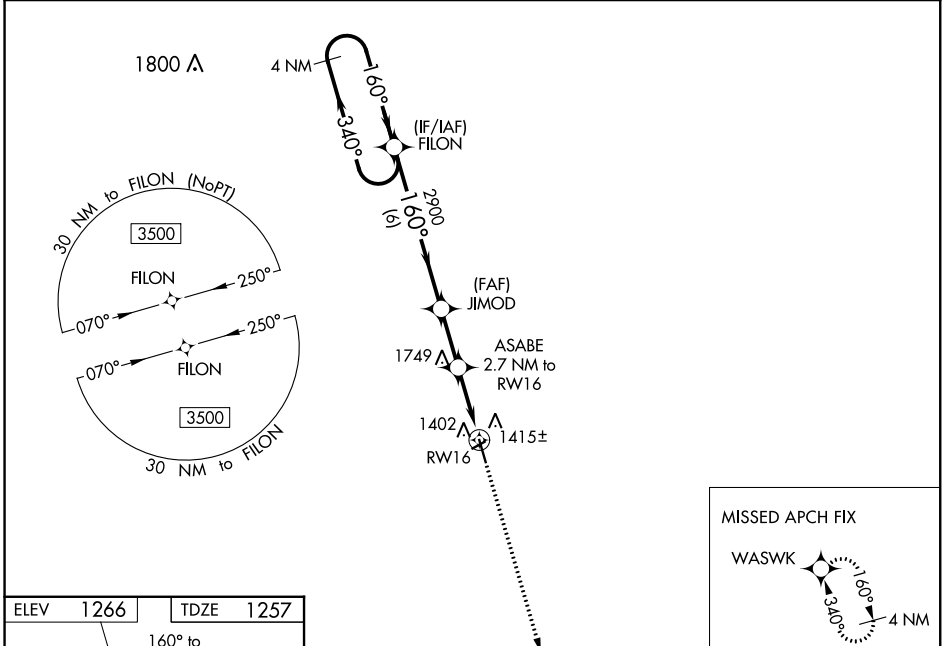 1800
4 NM
160°
340°
(IF/IAF)
FILON
2900
160°
(6)
30 NM to FILON (NoPT)
3500
FILON
250°
070°
(FAF)
JIMOD
250°
070°
FILON
3500
30 NM to FILON
1749
ASABE
2.7 NM to
RW16
1402
1415±
RW16
MISSED APCH FIX
WASWK
160°
340°
4 NM
ELEV 1266
TDZE 1257
160° to